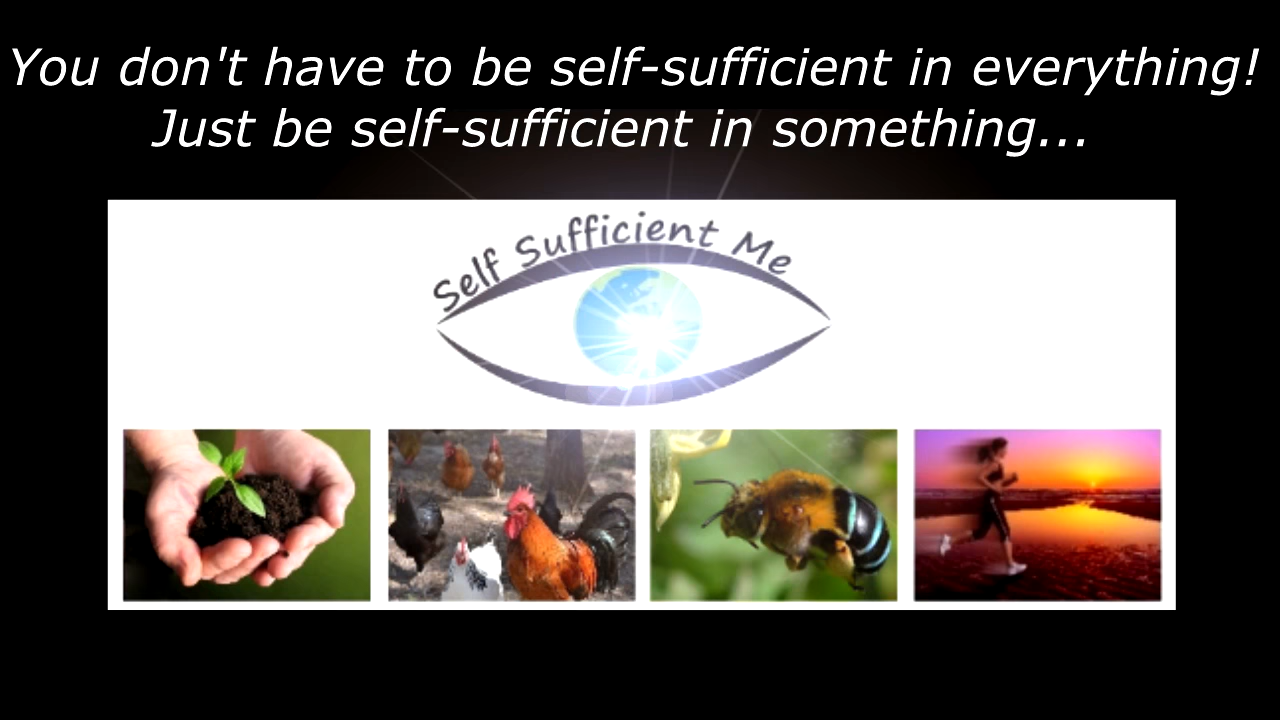 You don't have to be self-sufficient in everything!
Just be self-sufficient in something...
Self Sufficient Me